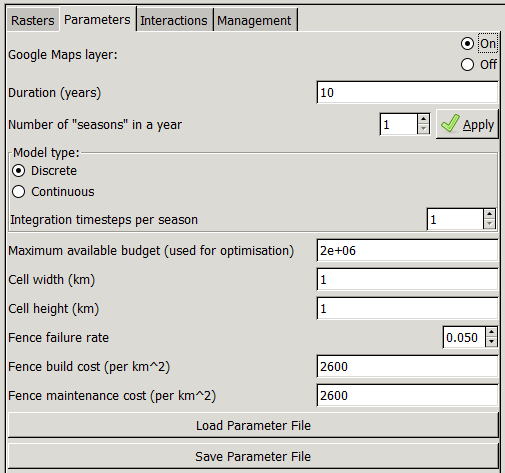 Rasters Parameters Interactions Management
Google Maps layer:
On
Off
Duration (years) 10
Number of "seasons" in a year 1 Apply
Model type:
Discrete
Continuous
Integration timesteps per season 1
Maximum available budget (used for optimisation) 2e+06
Cell width (km) 1
Cell height (km) 1
Fence failure rate 0.050
Fence build cost (per km^2) 2600
Fence maintenance cost (per km^2) 2600
Load Parameter File
Save Parameter File